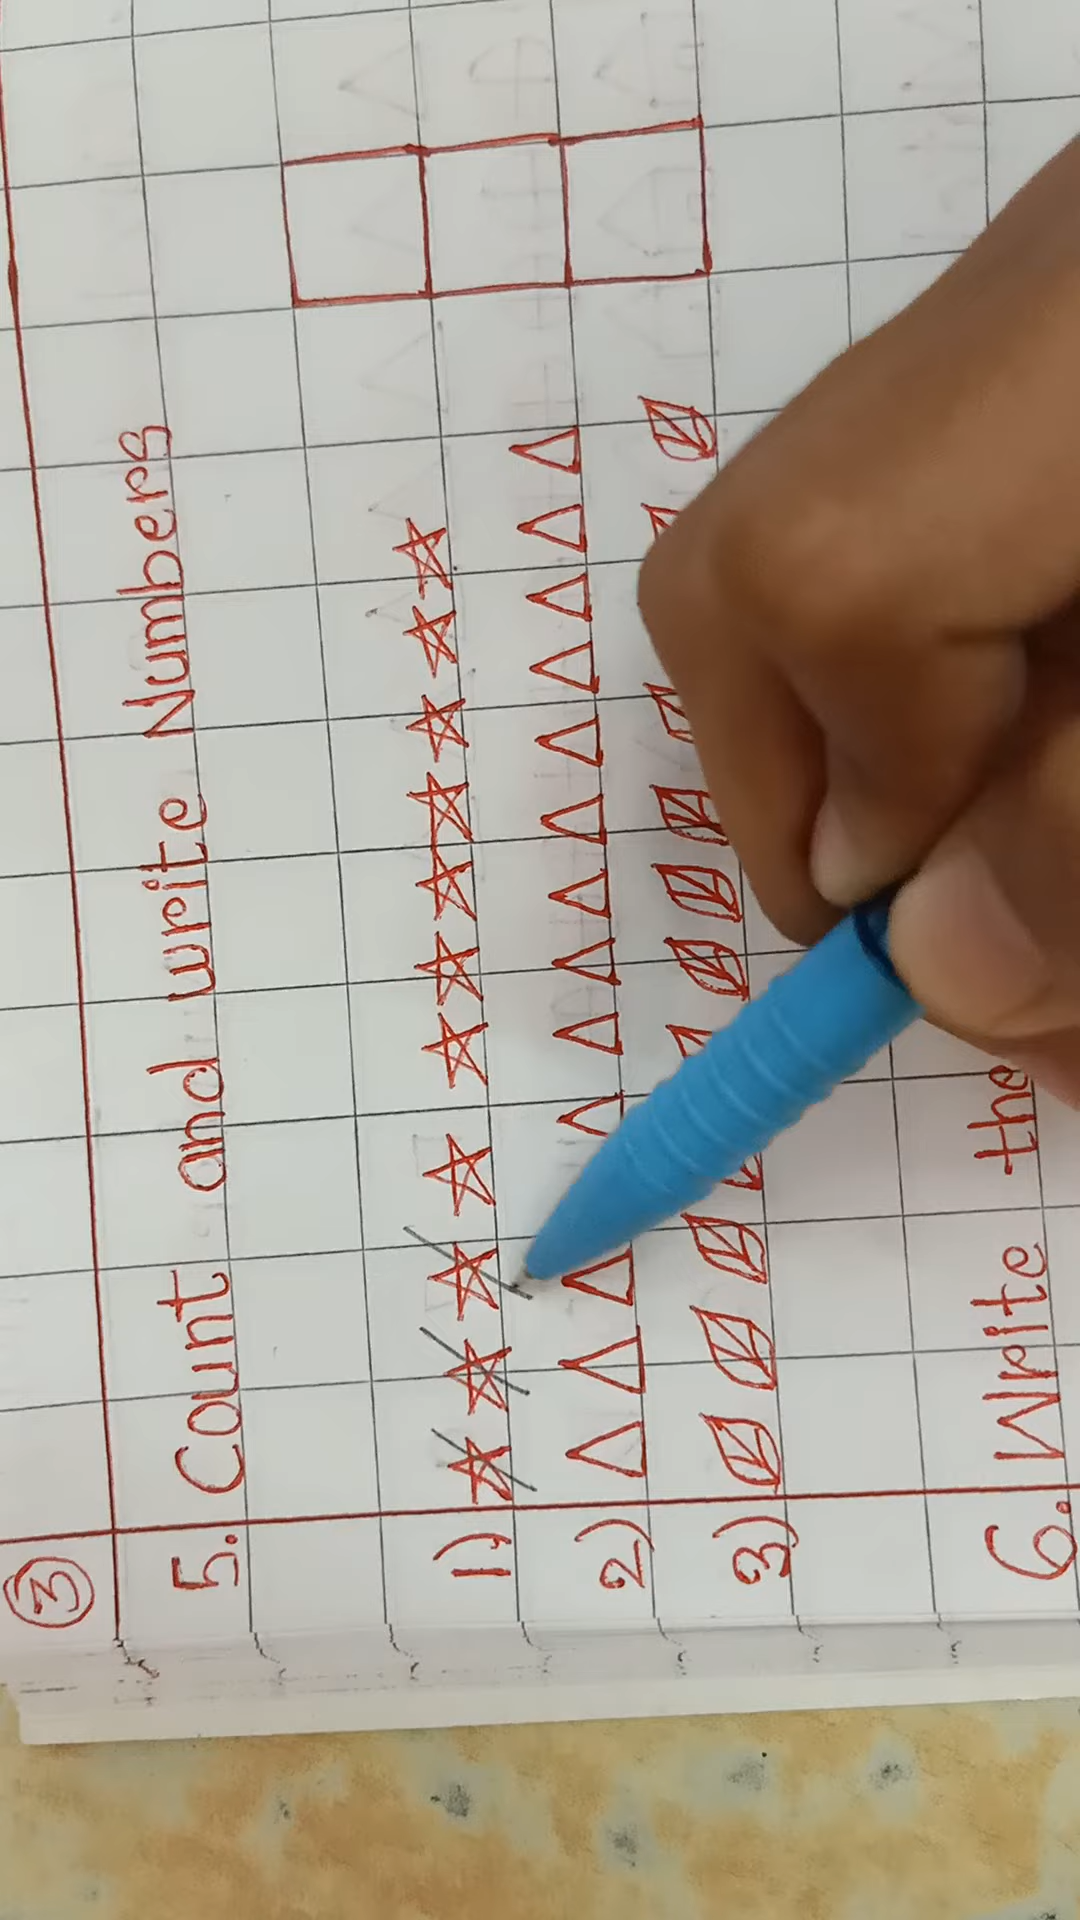 ③
5. Count and write Numbers
1)
2)
3)
6. Write the